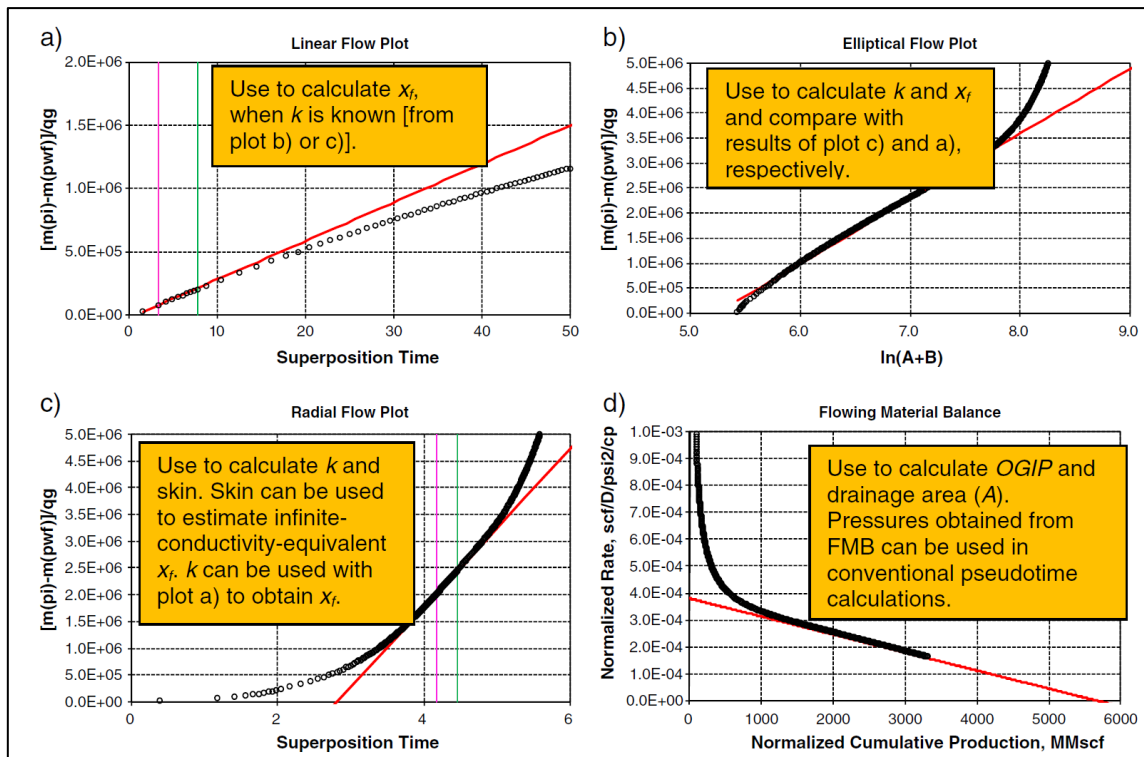 a)
Linear Flow Plot
[m(pi)-m(pwf)]/qg
2.0E+06
1.5E+06
1.0E+06
5.0E+05
0.0E+00
Use to calculate xf,
when k is known [from
plot b) or c)].
0
10
20
30
40
50
Superposition Time
b)
Elliptical Flow Plot
[m(pi)-m(pwf)]/qg
5.0E+06
4.5E+06
4.0E+06
3.5E+06
3.0E+06
2.5E+06
2.0E+06
1.5E+06
1.0E+06
5.0E+05
0.0E+00
Use to calculate k and xf
and compare with
results of plot c) and a),
respectively.
5.0
6.0
7.0
8.0
9.0
ln(A+B)
c)
Radial Flow Plot
[m(pi)-m(pwf)]/qg
5.0E+06
4.5E+06
4.0E+06
3.5E+06
3.0E+06
2.5E+06
2.0E+06
1.5E+06
1.0E+06
5.0E+05
0.0E+00
Use to calculate k and
skin. Skin can be used
to estimate infinite-
conductivity-equivalent
xf. k can be used with
plot a) to obtain xf.
0
2
4
6
Superposition Time
d)
Flowing Material Balance
Normalized Rate, scf/D/psi2/cp
1.0E-03
9.0E-04
8.0E-04
7.0E-04
6.0E-04
5.0E-04
4.0E-04
3.0E-04
2.0E-04
1.0E-04
0.0E+00
Use to calculate OGIP and
drainage area (A).
Pressures obtained from
FMB can be used in
conventional pseudotime
calculations.
0
1000
2000
3000
4000
5000
6000
Normalized Cumulative Production, MMscf